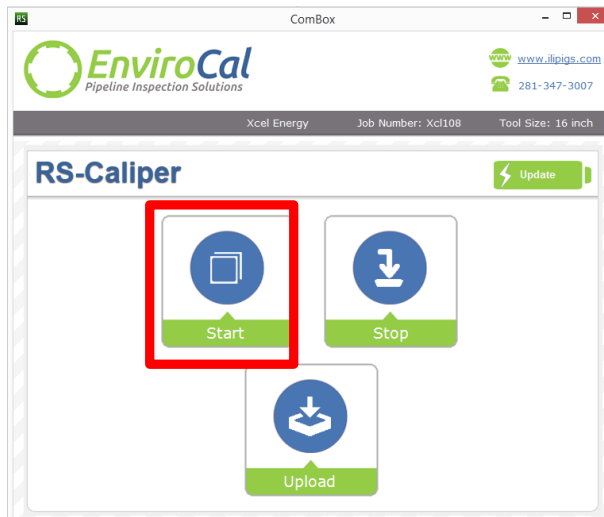 RS
ComBox
EnviroCal
Pipeline Inspection Solutions
www www.ilipigs.com
281-347-3007
Xcel Energy Job Number: Xcl108 Tool Size: 16 inch
RS-Caliper
Update
Start
Stop
Upload